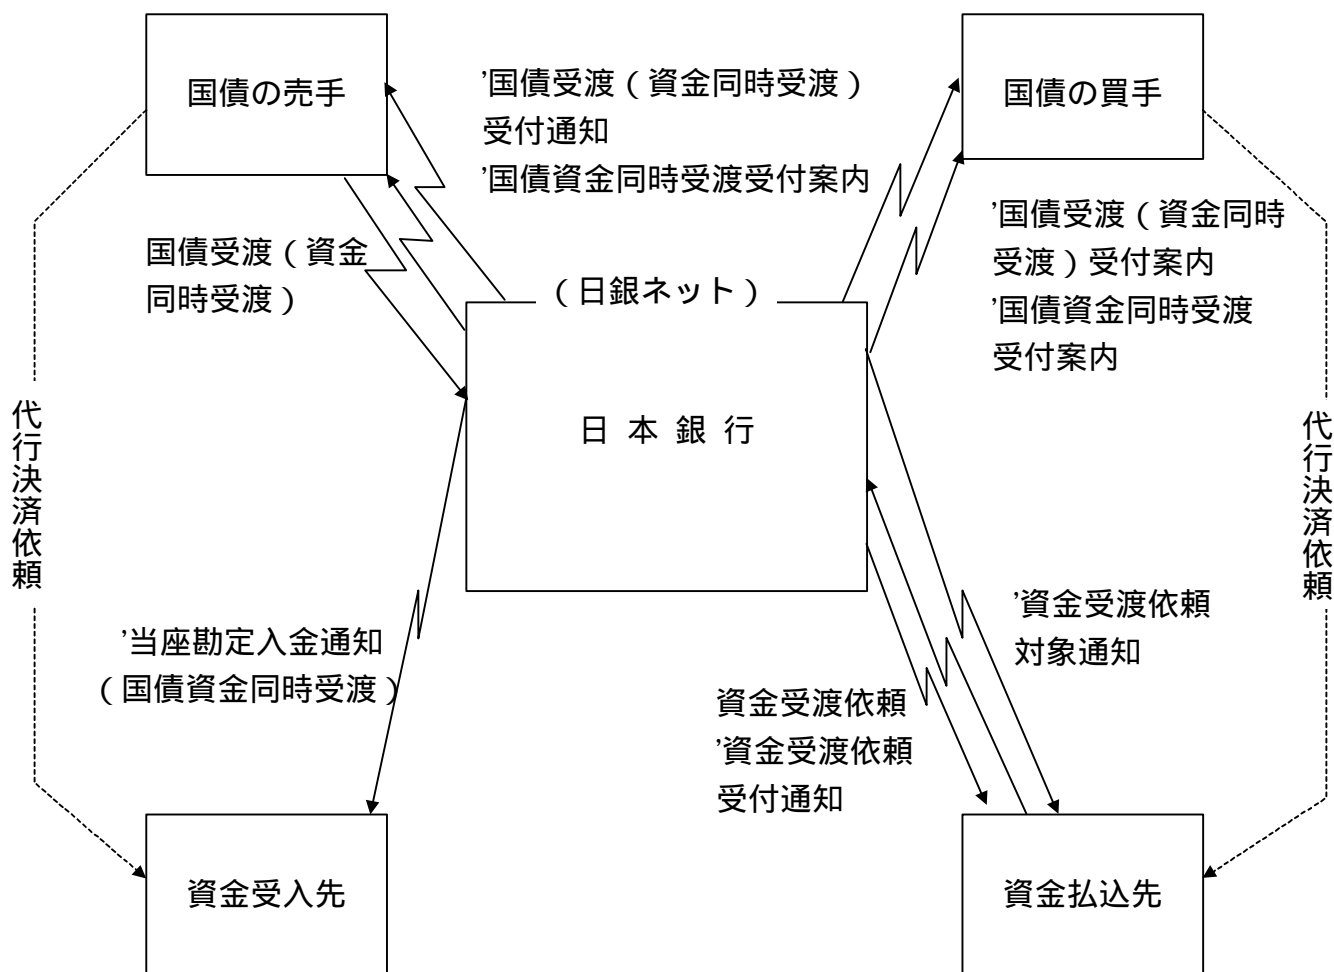 国債の売手
’国債受渡（資金同時受渡）
受付通知
’国債資金同時受渡受付案内
国債の買手
国債受渡（資金
同時受渡）
’国債受渡（資金同時
受渡）受付案内
’国債資金同時受渡
受付案内
（日銀ネット）
日本銀行
代行決済依頼
代行決済依頼
’当座勘定入金通知
（国債資金同時受渡）
資金受渡依頼
’資金受渡依頼
受付通知
’資金受渡依頼
対象通知
資金受入先
資金払込先